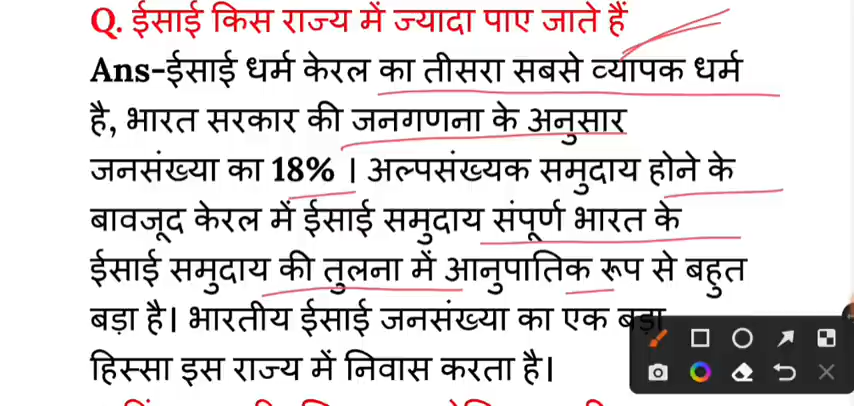 Q. ईसाई किस राज्य में ज्यादा पाए जाते हैं
Ans-ईसाई धर्म केरल का तीसरा सबसे व्यापक धर्म
है, भारत सरकार की जनगणना के अनुसार
जनसंख्या का 18% । अल्पसंख्यक समुदाय होने के
बावजूद केरल में ईसाई समुदाय संपूर्ण भारत के
ईसाई समुदाय की तुलना में आनुपातिक रूप से बहुत
बड़ा है। भारतीय ईसाई जनसंख्या का एक बड़ा
हिस्सा इस राज्य में निवास करता है।